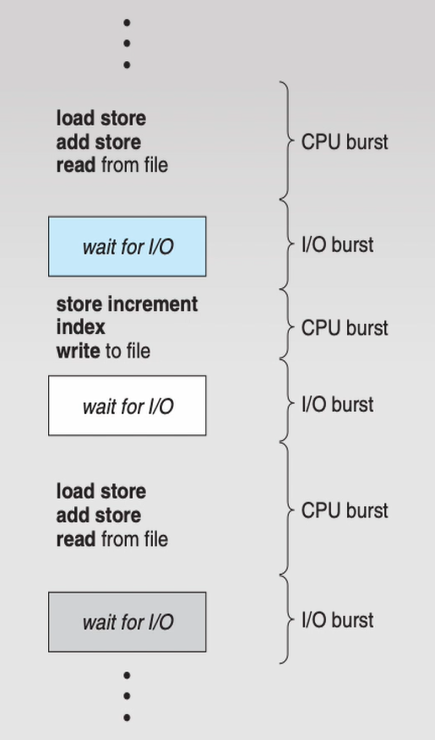 load store
add store
read from file
CPU burst
wait for I/O
I/O burst
store increment
index
write to file
CPU burst
wait for I/O
I/O burst
load store
add store
read from file
CPU burst
wait for I/O
I/O burst